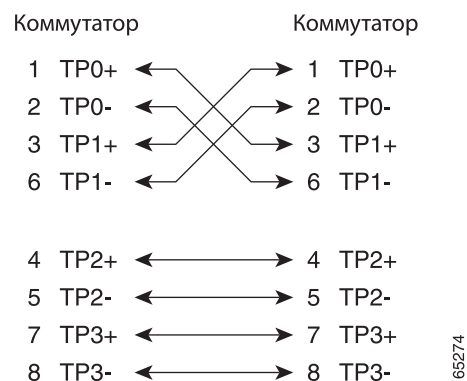 Коммутатор Коммутатор
1 TP0+ 1 TP0+
2 TP0- 2 TP0-
3 TP1+ 3 TP1+
6 TP1- 6 TP1-
4 TP2+ 4 TP2+
5 TP2- 5 TP2-
7 TP3+ 7 TP3+
8 TP3- 8 TP3-
65274